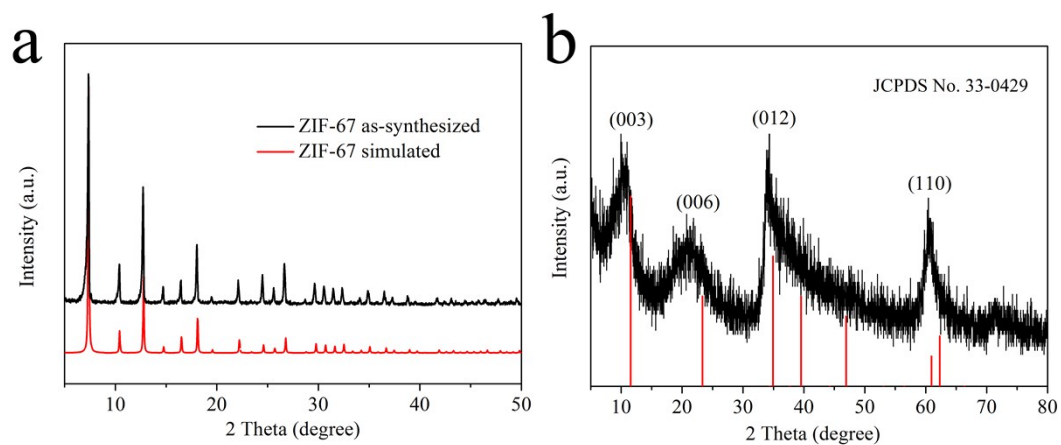 a
Intensity (a.u.)
ZIF-67 as-synthesized
ZIF-67 simulated
10 20 30 40 50
2 Theta (degree)
b
Intensity (a.u.)
JCPDS No. 33-0429
(003)
(006)
(012)
(110)
10 20 30 40 50 60 70 80
2 Theta (degree)